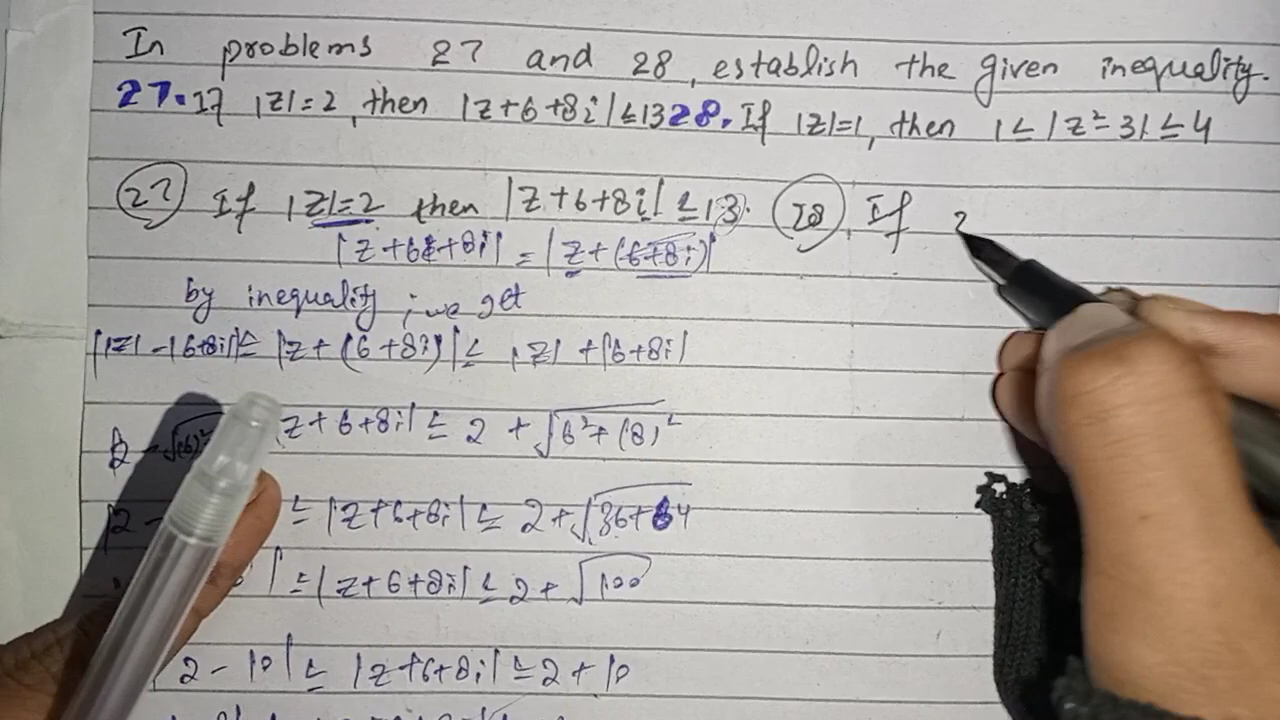 In problems 27 and 28, establish the given inequality.
27. If |z|=2, then |z+6+8i|≤13 28. If |z|=1, then 1≤|z²-3|≤4
(27) If |z|=2 then |z+6+8i|≤13. (28). If
|z+6+8i| = |z+(6+8i)|
by inequality ; we get
||z|-|6+8i|≤|z+(6+8i)|≤|z|+|6+8i|
|z+6+8i|≤ 2+√6²+(8)²
|2- ≤|z+6+8i|≤ 2+√36+64
|≤|z+6+8i|≤ 2+√100
2-10|≤|z+6+8i|≤2+10